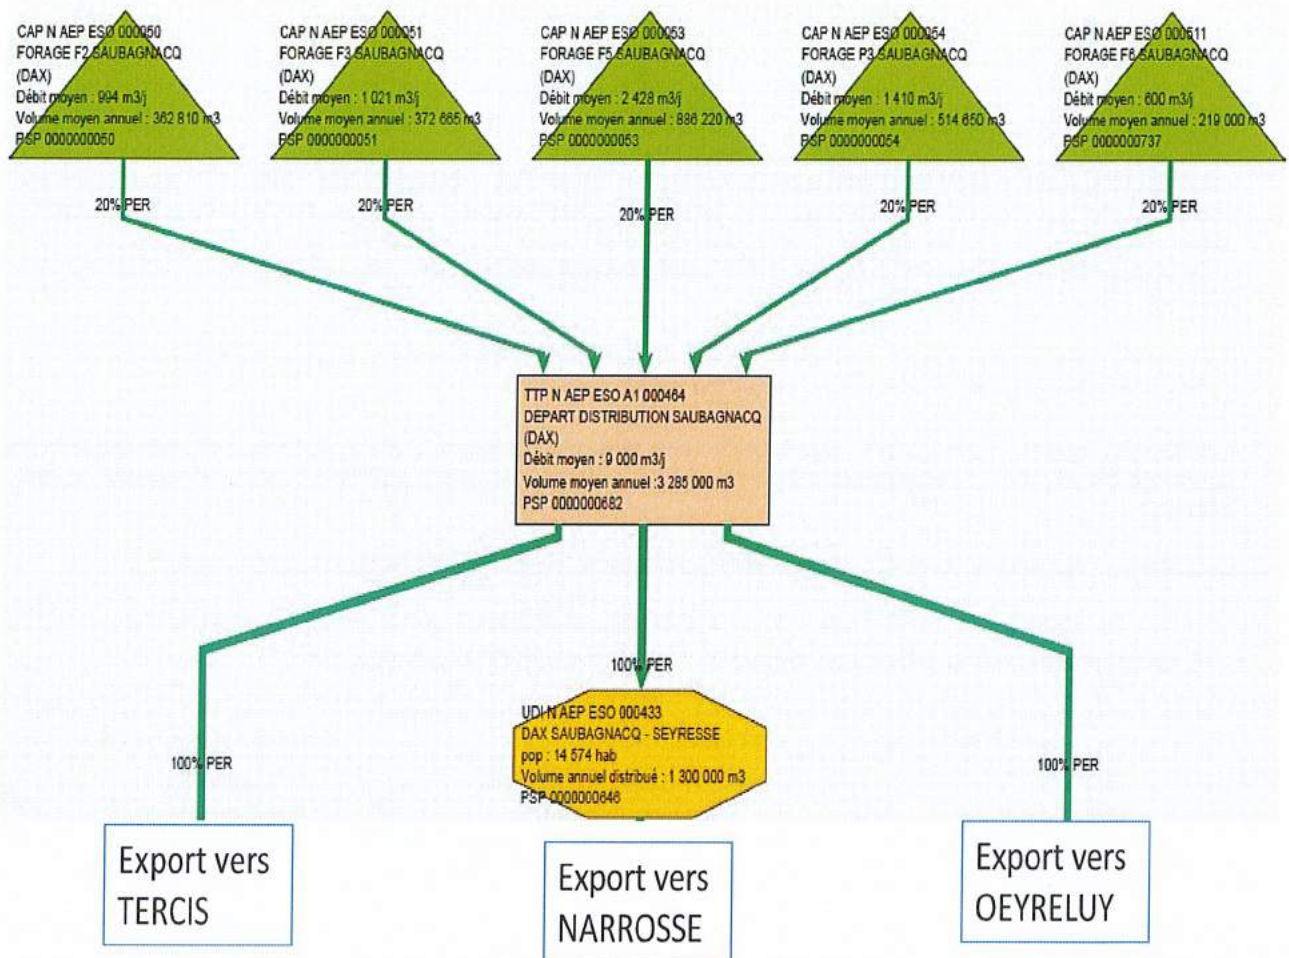 CAP N AEP ESO 000050
FORAGE F2 SAUBAGNACQ
(DAX)
Débit moyen : 994 m3/j
Volume moyen annuel : 362 810 m3
PSP 0000000050
CAP N AEP ESO 000051
FORAGE F3 SAUBAGNACQ
(DAX)
Débit moyen : 1 021 m3/j
Volume moyen annuel : 372 665 m3
PSP 0000000051
CAP N AEP ESO 000053
FORAGE F5 SAUBAGNACQ
(DAX)
Débit moyen : 2 428 m3/j
Volume moyen annuel : 886 220 m3
PSP 0000000053
CAP N AEP ESO 000054
FORAGE P3 SAUBAGNACQ
(DAX)
Débit moyen : 1 410 m3/j
Volume moyen annuel : 514 650 m3
PSP 0000000054
CAP N AEP ESO 000511
FORAGE F6 SAUBAGNACQ
(DAX)
Débit moyen : 600 m3/j
Volume moyen annuel : 219 000 m3
PSP 0000000737
20% PER
20% PER
20% PER
20% PER
20% PER
TTP N AEP ESO A1 000464
DEPART DISTRIBUTION SAUBAGNACQ
(DAX)
Débit moyen : 9 000 m3/j
Volume moyen annuel :3 285 000 m3
PSP 0000000682
100% PER
UDI N AEP ESO 000433
DAX SAUBAGNACQ - SEYRESSE
pop : 14 574 hab
Volume annuel distribué : 1 300 000 m3
PSP 0000000646
100% PER
100% PER
Export vers
TERCIS
Export vers
NARROSSE
Export vers
OEYRELUY